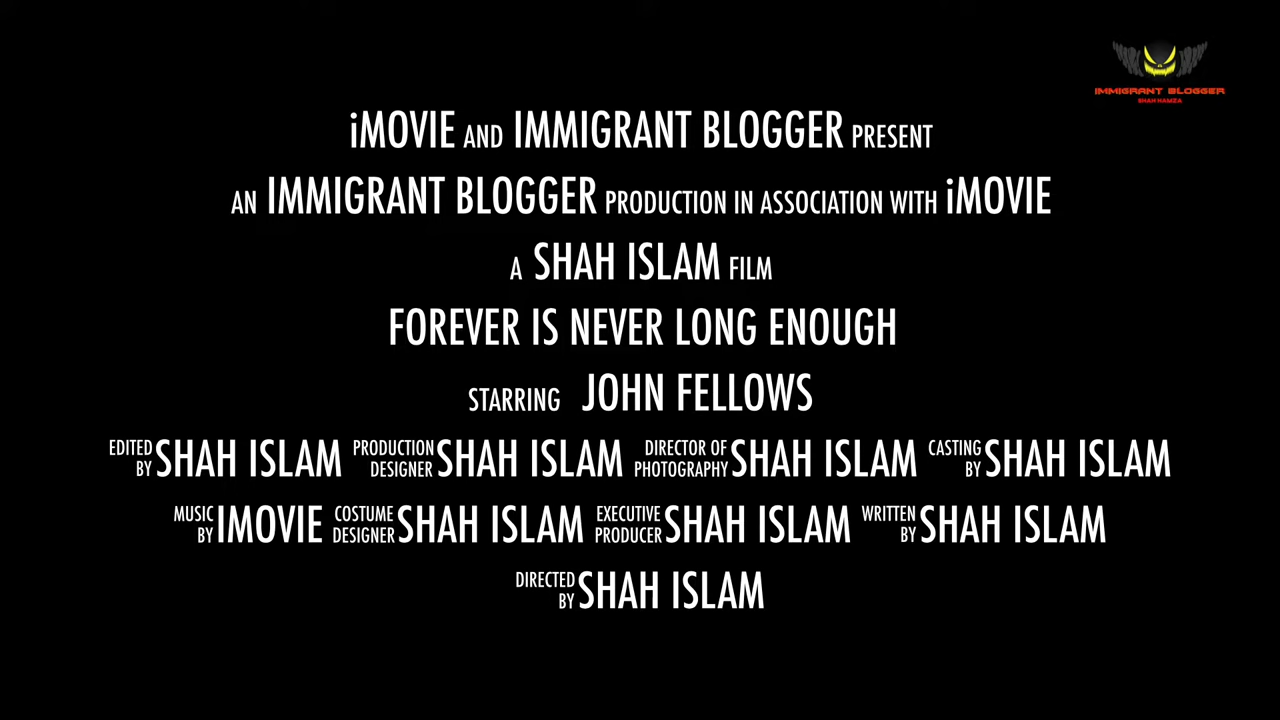 IMMIGRANT BLOGGER
SHAH HAMZA
iMOVIE AND IMMIGRANT BLOGGER PRESENT
AN IMMIGRANT BLOGGER PRODUCTION IN ASSOCIATION WITH iMOVIE
A SHAH ISLAM FILM
FOREVER IS NEVER LONG ENOUGH
STARRING JOHN FELLOWS
EDITED BY SHAH ISLAM PRODUCTION DESIGNER SHAH ISLAM DIRECTOR OF PHOTOGRAPHY SHAH ISLAM CASTING BY SHAH ISLAM
MUSIC BY IMOVIE COSTUME DESIGNER SHAH ISLAM EXECUTIVE PRODUCER SHAH ISLAM WRITTEN BY SHAH ISLAM
DIRECTED BY SHAH ISLAM